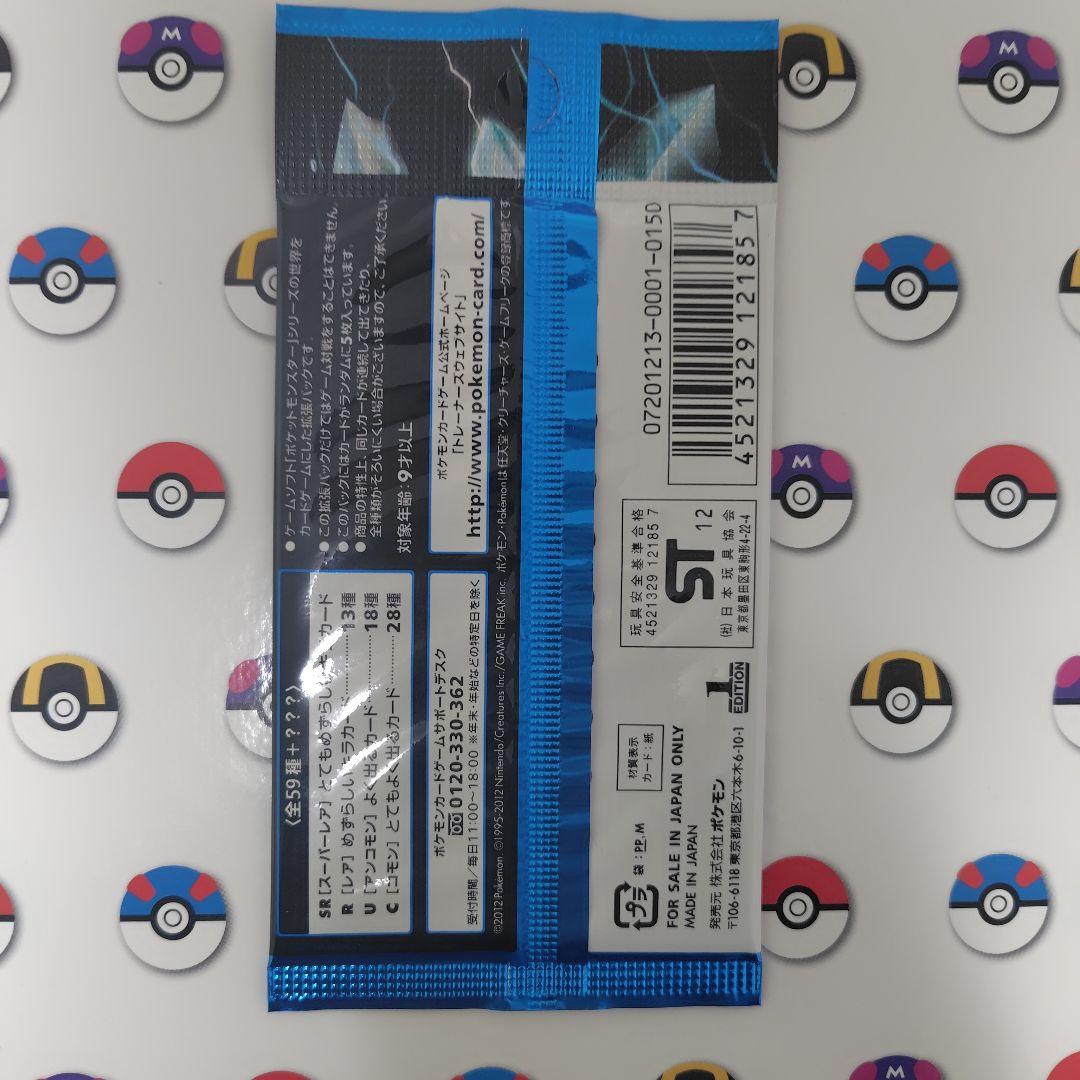 ● ゲームソフト「ポケットモンスター」シリーズの世界を
カードゲームにした拡張パックです。
● この拡張パックだけではゲーム対戦をすることはできません。
● このパックにはカードがランダムに5枚入っています。
● 商品の特性上、同じカードが連続して出てきたり、
全種類がそろいにくい場合がございますので、ご了承ください。
対象年齢・9才以上
〈全59種+???〉
SR [スーパーレア] とてもめずらしい カード
R [レア] めずらしい ラカード 13種
U [アンコモン] よく出るカード 18種
C [コモン] とてもよく出るカード 28種
ポケモンカードゲーム公式ホームページ
「トレーナーズウェブサイト」
http://www.pokemon-card.com/
ポケモンカードゲームサポートデスク
0120-330-362
受付時間/毎日11:00~18:00 ※年末・年始などの特定日を除く
©2012 Pokémon. ©1995-2012 Nintendo/Creatures Inc./GAME FREAK inc. ポケモン・Pokémonは任天堂・クリーチャーズ・ゲームフリークの登録商標です
07201213-0001-0150
4521329 121857
玩具安全基準合格
4521329 12185 7
ST 12
(社)日本玩具協会
東京都墨田区東駒形4-22-4
1 EDITION
材質表示
カード:紙
プラ
袋:PP,M
FOR SALE IN JAPAN ONLY
MADE IN JAPAN
発売元 株式会社ポケモン
〒106-6118 東京都港区六本木6-10-1
M
M
M
M